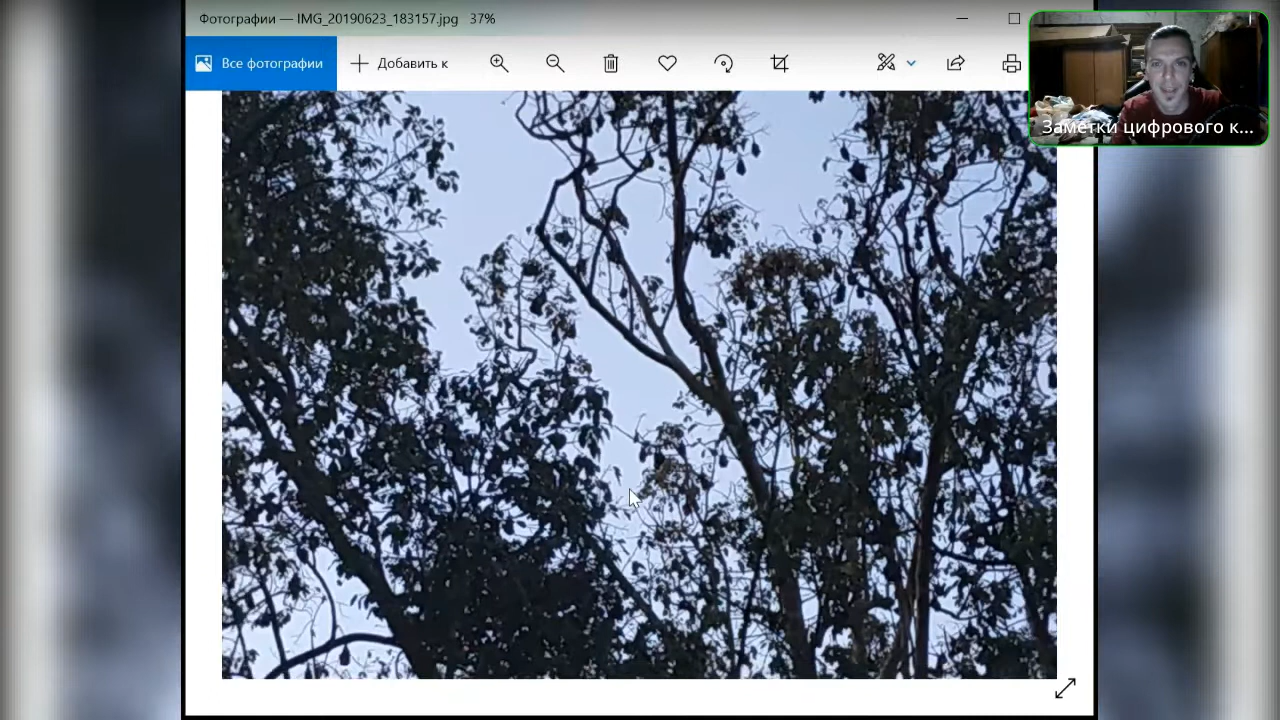 Фотографии — IMG_20190623_183157.jpg 37%
Все фотографии
Добавить к
Заметки цифрового к...